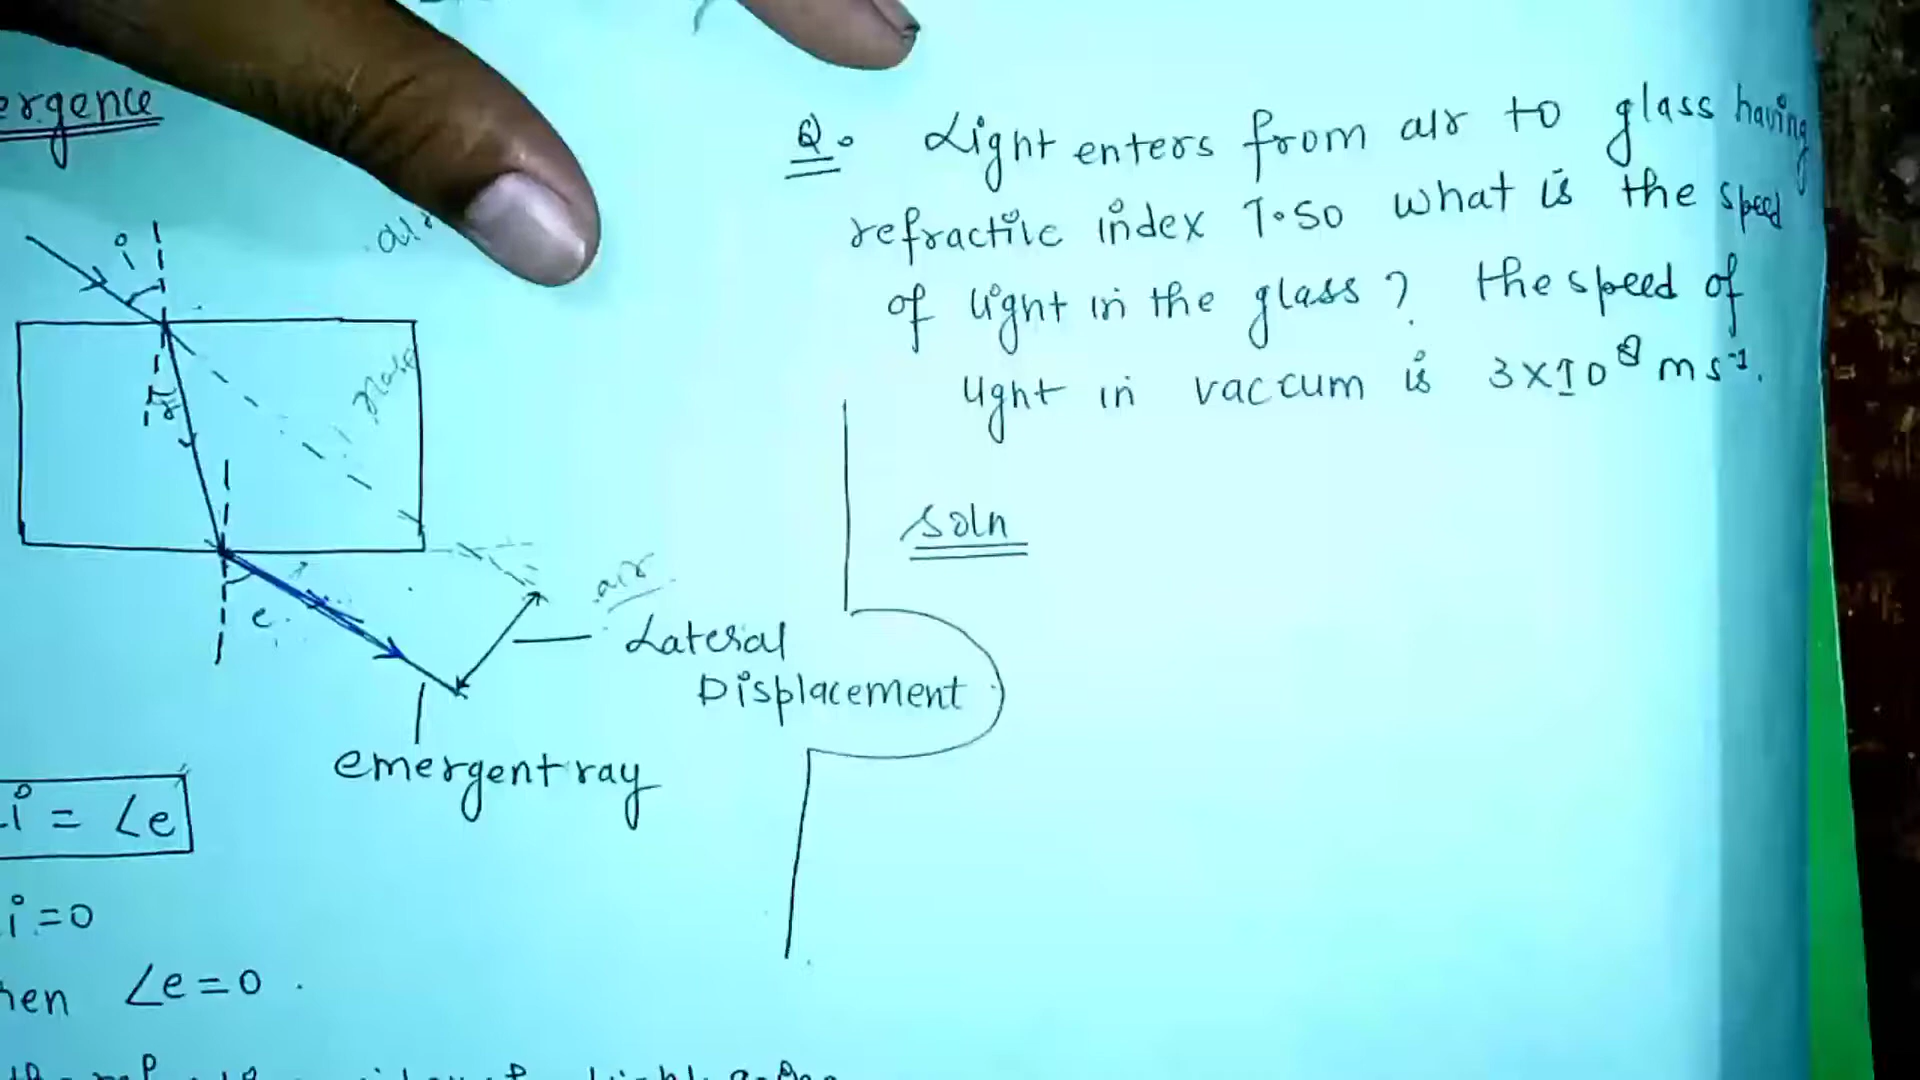 ergence
Q. Light enters from air to glass having
refractive index 1.50 what is the speed
of light in the glass? the speed of
light in vaccum is 3×10⁸ ms⁻¹.
i
air
r
e
air
Lateral
Displacement
emergent ray
Soln
i = ∠e
i=0
hen ∠e=0.